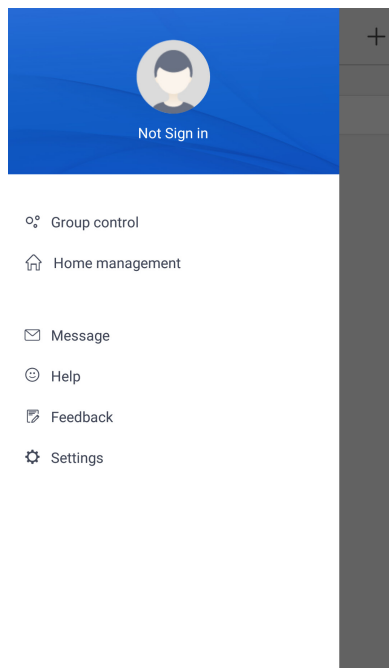 Not Sign in
Group control
Home management
Message
Help
Feedback
Settings